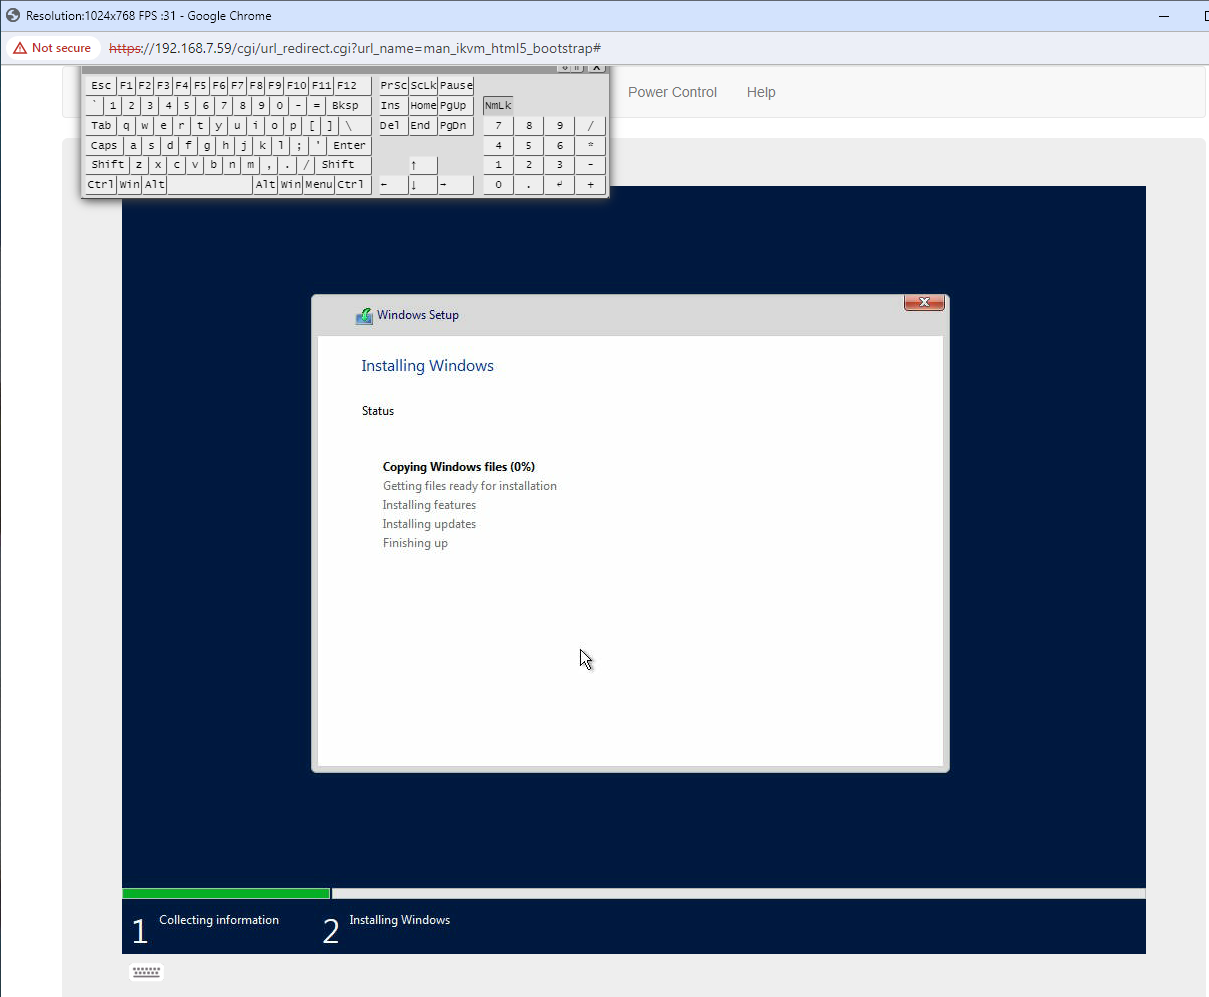 Resolution:1024x768 FPS :31 - Google Chrome
Not secure https://192.168.7.59/cgi/url_redirect.cgi?url_name=man_ikvm_html5_bootstrap#
Power Control Help
Esc F1 F2 F3 F4 F5 F6 F7 F8 F9 F10 F11 F12 PrSc ScLk Pause
` 1 2 3 4 5 6 7 8 9 0 - = Bksp Ins Home PgUp NmLk
Tab q w e r t y u i o p [ ] \ Del End PgDn 7 8 9 /
Caps a s d f g h j k l ; ' Enter 4 5 6 *
Shift z x c v b n m , . / Shift ↑ 1 2 3 -
Ctrl Win Alt Alt Win Menu Ctrl ← ↓ → 0 . ↲ +
Windows Setup
Installing Windows
Status
Copying Windows files (0%)
Getting files ready for installation
Installing features
Installing updates
Finishing up
1 Collecting information 2 Installing Windows